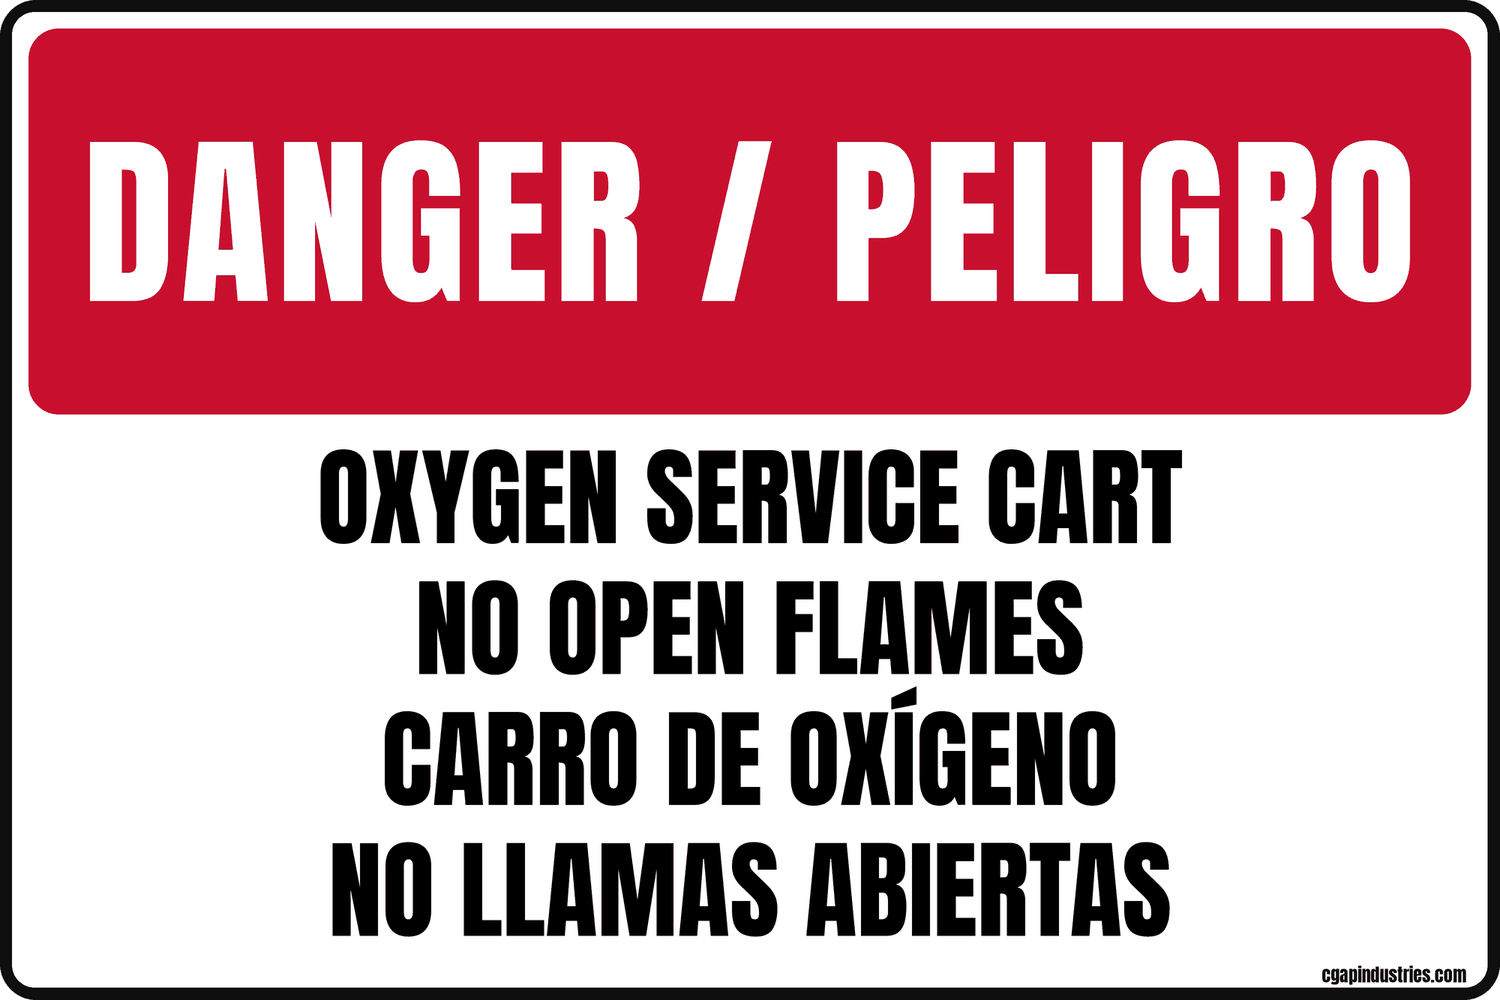 DANGER / PELIGRO
OXYGEN SERVICE CART
NO OPEN FLAMES
CARRO DE OXÍGENO
NO LLAMAS ABIERTAS
cgapindustries.com